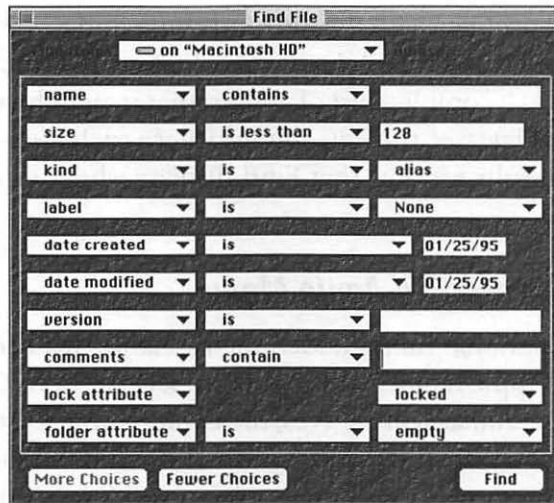 Find File
on “Macintosh HD”
name contains
size is less than 128
kind is alias
label is None
date created is 01/25/95
date modified is 01/25/95
version is
comments contain
lock attribute locked
folder attribute is empty
More Choices Fewer Choices Find